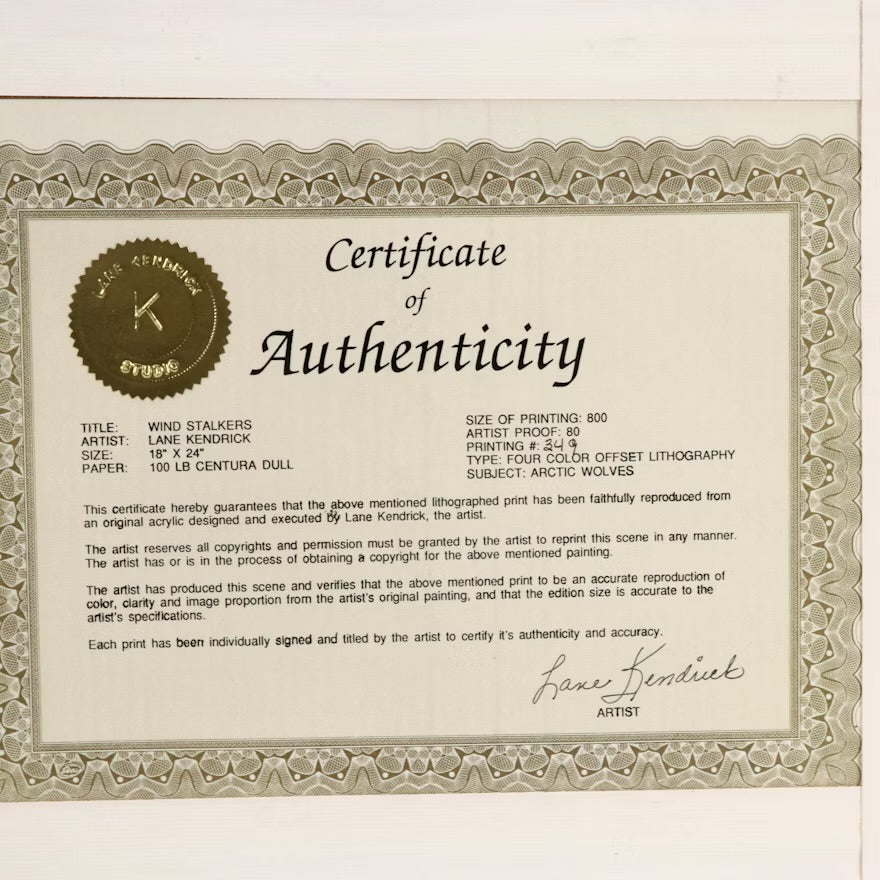 Certificate
of
Authenticity
LANE KENDRICK
K
STUDIO
TITLE: WIND STALKERS
ARTIST: LANE KENDRICK
SIZE: 18" X 24"
PAPER: 100 LB CENTURA DULL
SIZE OF PRINTING: 800
ARTIST PROOF: 80
PRINTING #: 349
TYPE: FOUR COLOR OFFSET LITHOGRAPHY
SUBJECT: ARCTIC WOLVES
This certificate hereby guarantees that the above mentioned lithographed print has been faithfully reproduced from
an original acrylic designed and executed by Lane Kendrick, the artist.
The artist reserves all copyrights and permission must be granted by the artist to reprint this scene in any manner.
The artist has or is in the process of obtaining a copyright for the above mentioned painting.
The artist has produced this scene and verifies that the above mentioned print to be an accurate reproduction of
color, clarity and image proportion from the artist's original painting, and that the edition size is accurate to the
artist's specifications.
Each print has been individually signed and titled by the artist to certify it's authenticity and accuracy.
Lane Kendrick
ARTIST